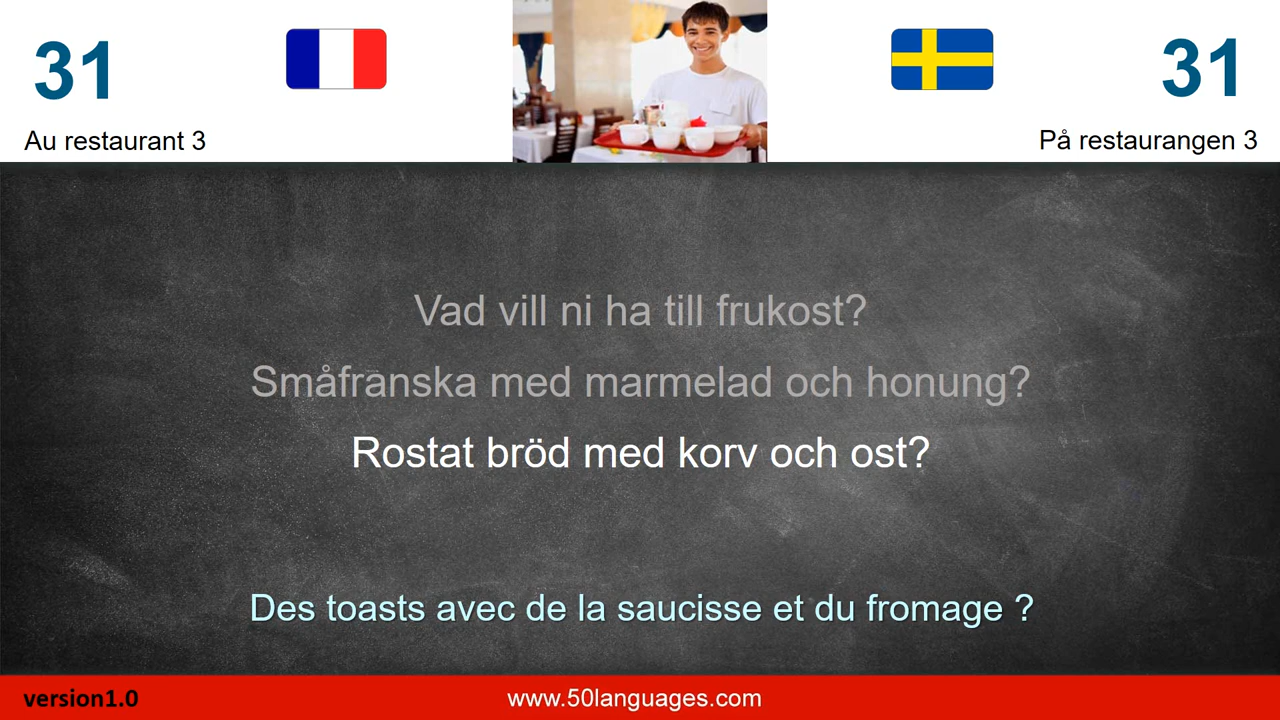 31
31
Au restaurant 3
På restaurangen 3
Vad vill ni ha till frukost?
Småfranska med marmelad och honung?
Rostat bröd med korv och ost?
Des toasts avec de la saucisse et du fromage ?
version1.0
www.50languages.com